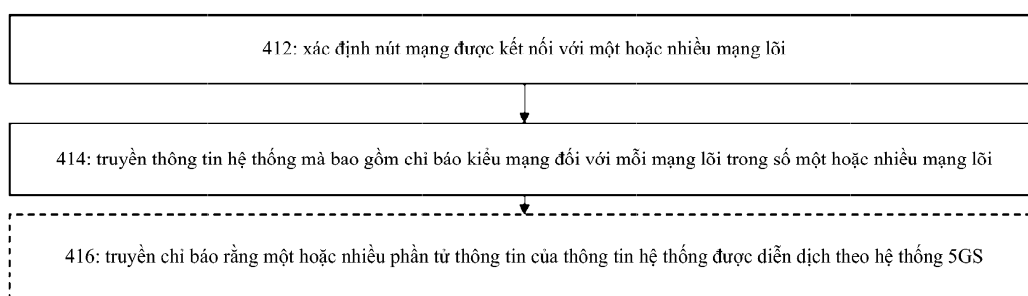 412: xác định nút mạng được kết nối với một hoặc nhiều mạng lõi
414: truyền thông tin hệ thống mà bao gồm chỉ báo kiểu mạng đối với mỗi mạng lõi trong số một hoặc nhiều mạng lõi
416: truyền chỉ báo rằng một hoặc nhiều phần tử thông tin của thông tin hệ thống được diễn dịch theo hệ thống 5GS